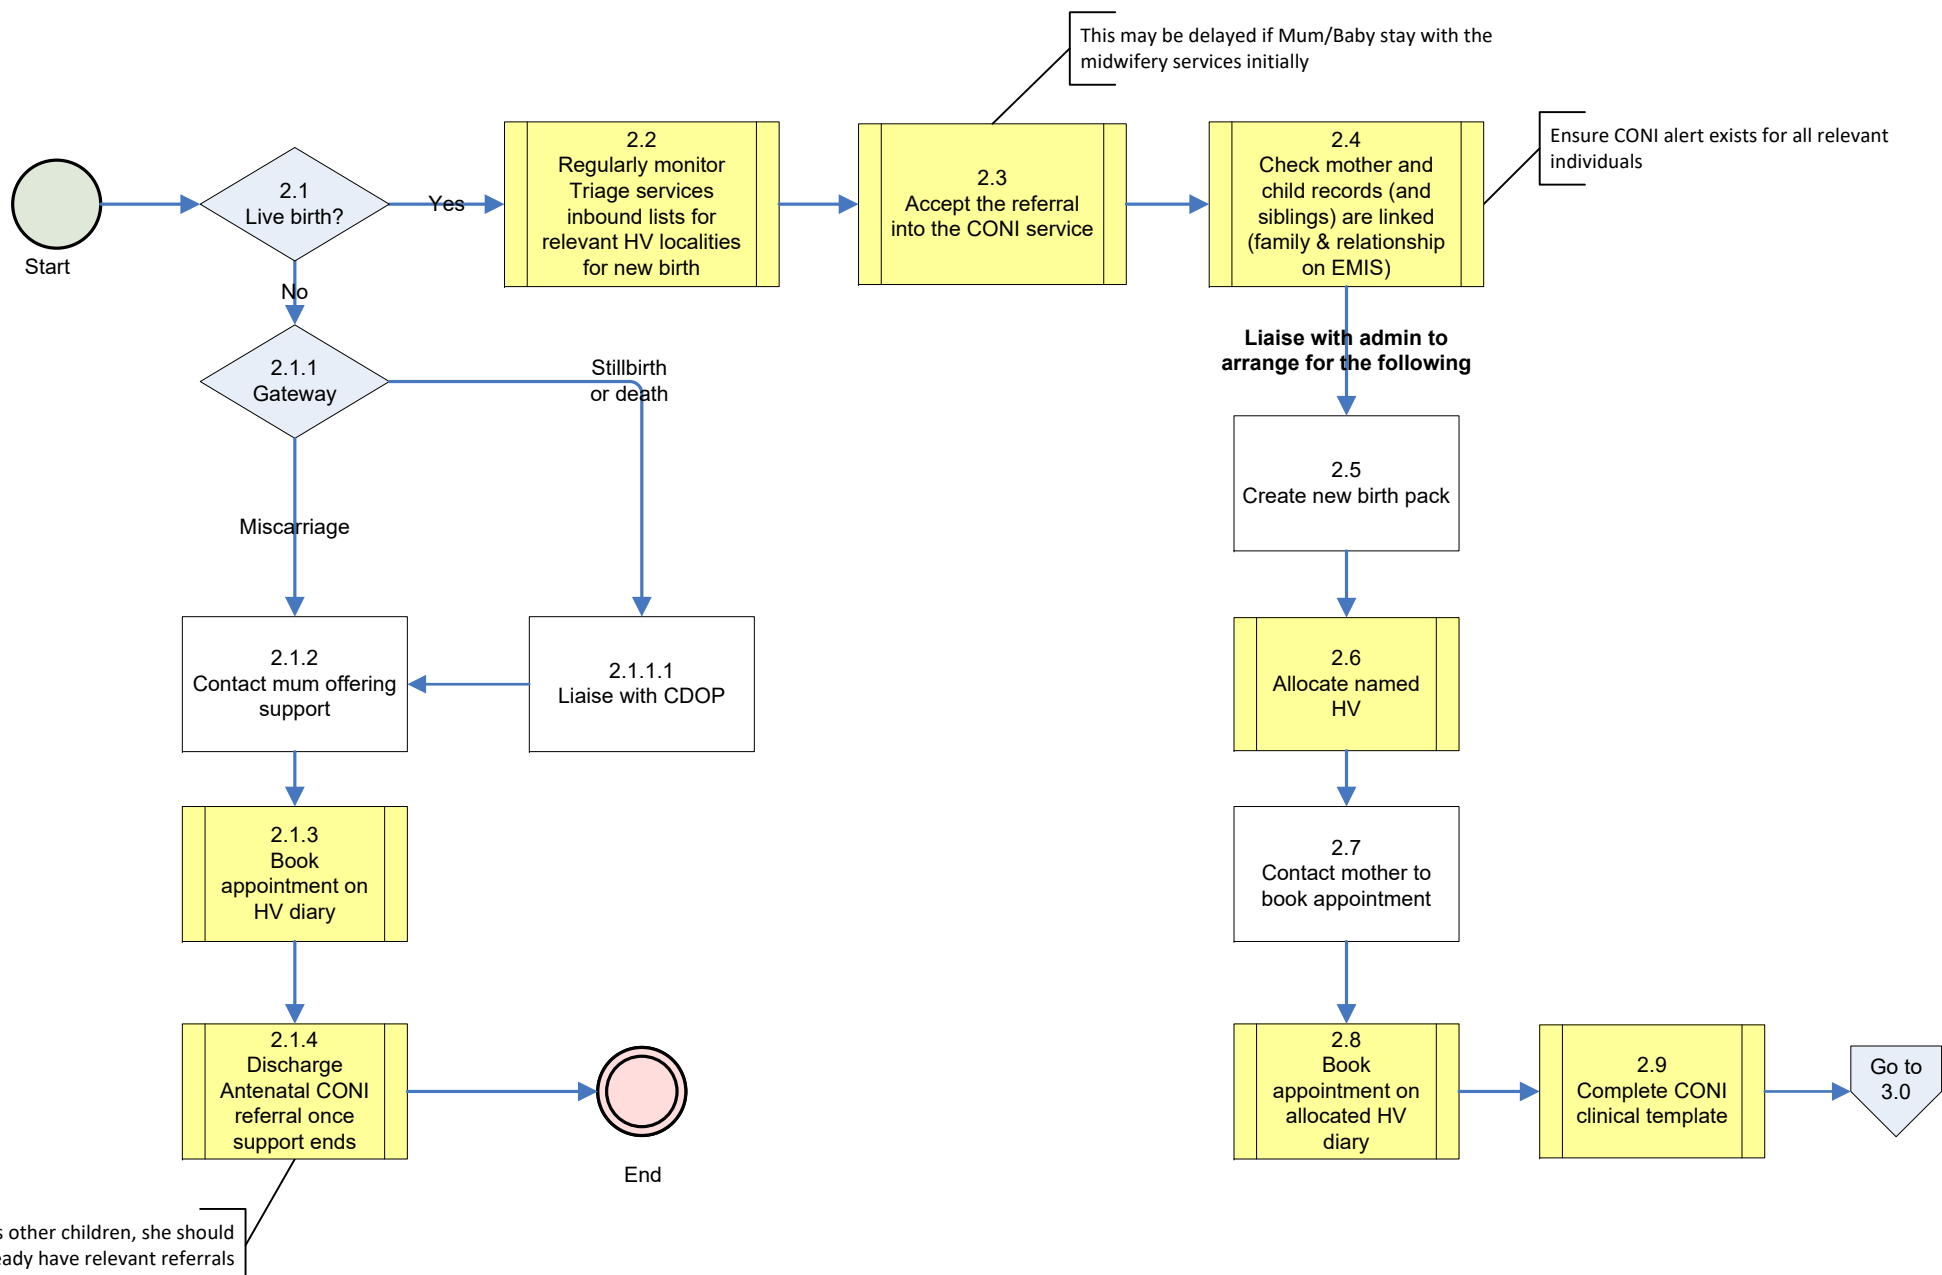 This may be delayed if Mum/Baby stay with the
midwifery services initially
Ensure CONI alert exists for all relevant
individuals
Start
2.1
Live birth?
Yes
No
2.2
Regularly monitor
Triage services
inbound lists for
relevant HV localities
for new birth
2.3
Accept the referral
into the CONI service
2.4
Check mother and
child records (and
siblings) are linked
(family & relationship
on EMIS)
2.1.1
Gateway
Stillbirth
or death
Miscarriage
Liaise with admin to
arrange for the following
2.5
Create new birth pack
2.1.2
Contact mum offering
support
2.1.1.1
Liaise with CDOP
2.6
Allocate named
HV
2.1.3
Book
appointment on
HV diary
2.7
Contact mother to
book appointment
2.1.4
Discharge
Antenatal CONI
referral once
support ends
End
2.8
Book
appointment on
allocated HV
diary
2.9
Complete CONI
clinical template
Go to
3.0
other children, she should
have relevant referrals